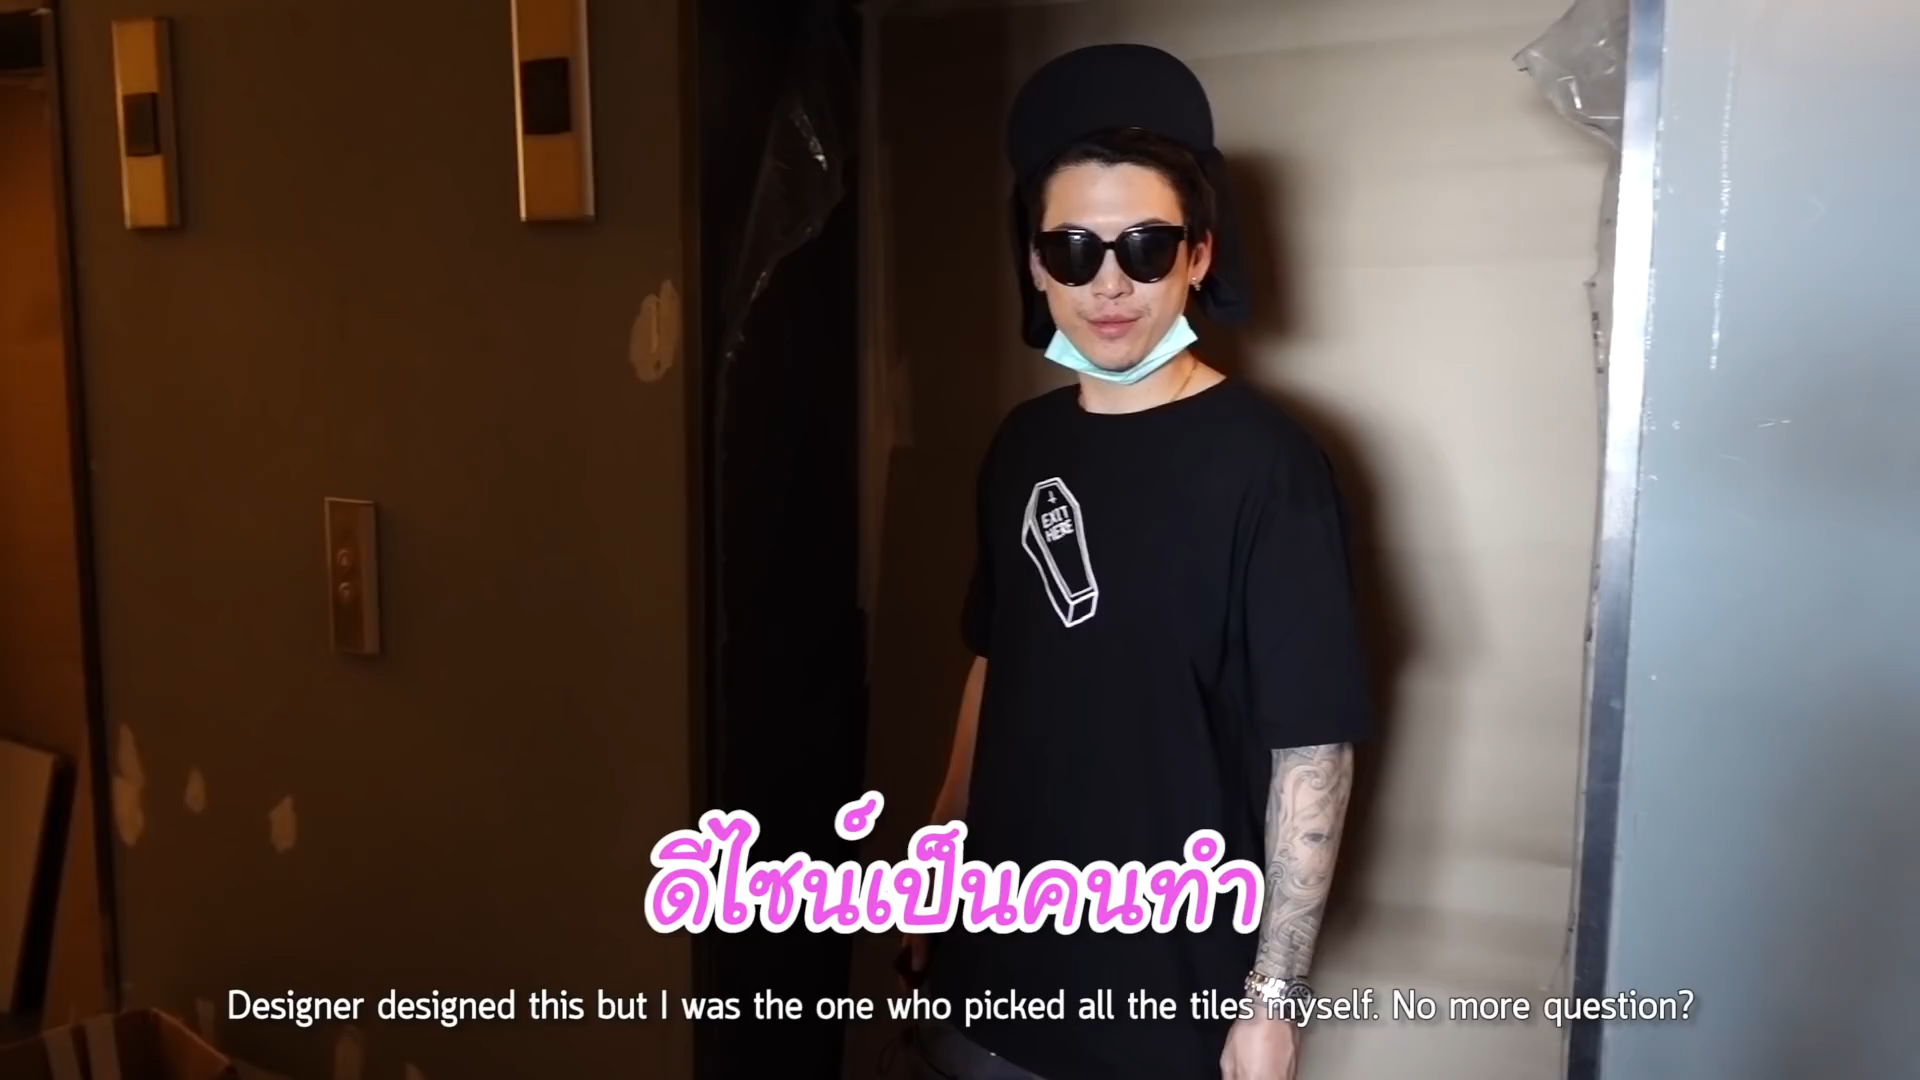 EXIT
HERE
ดีไซน์เป็นคนทำ
Designer designed this but I was the one who picked all the tiles myself. No more question?